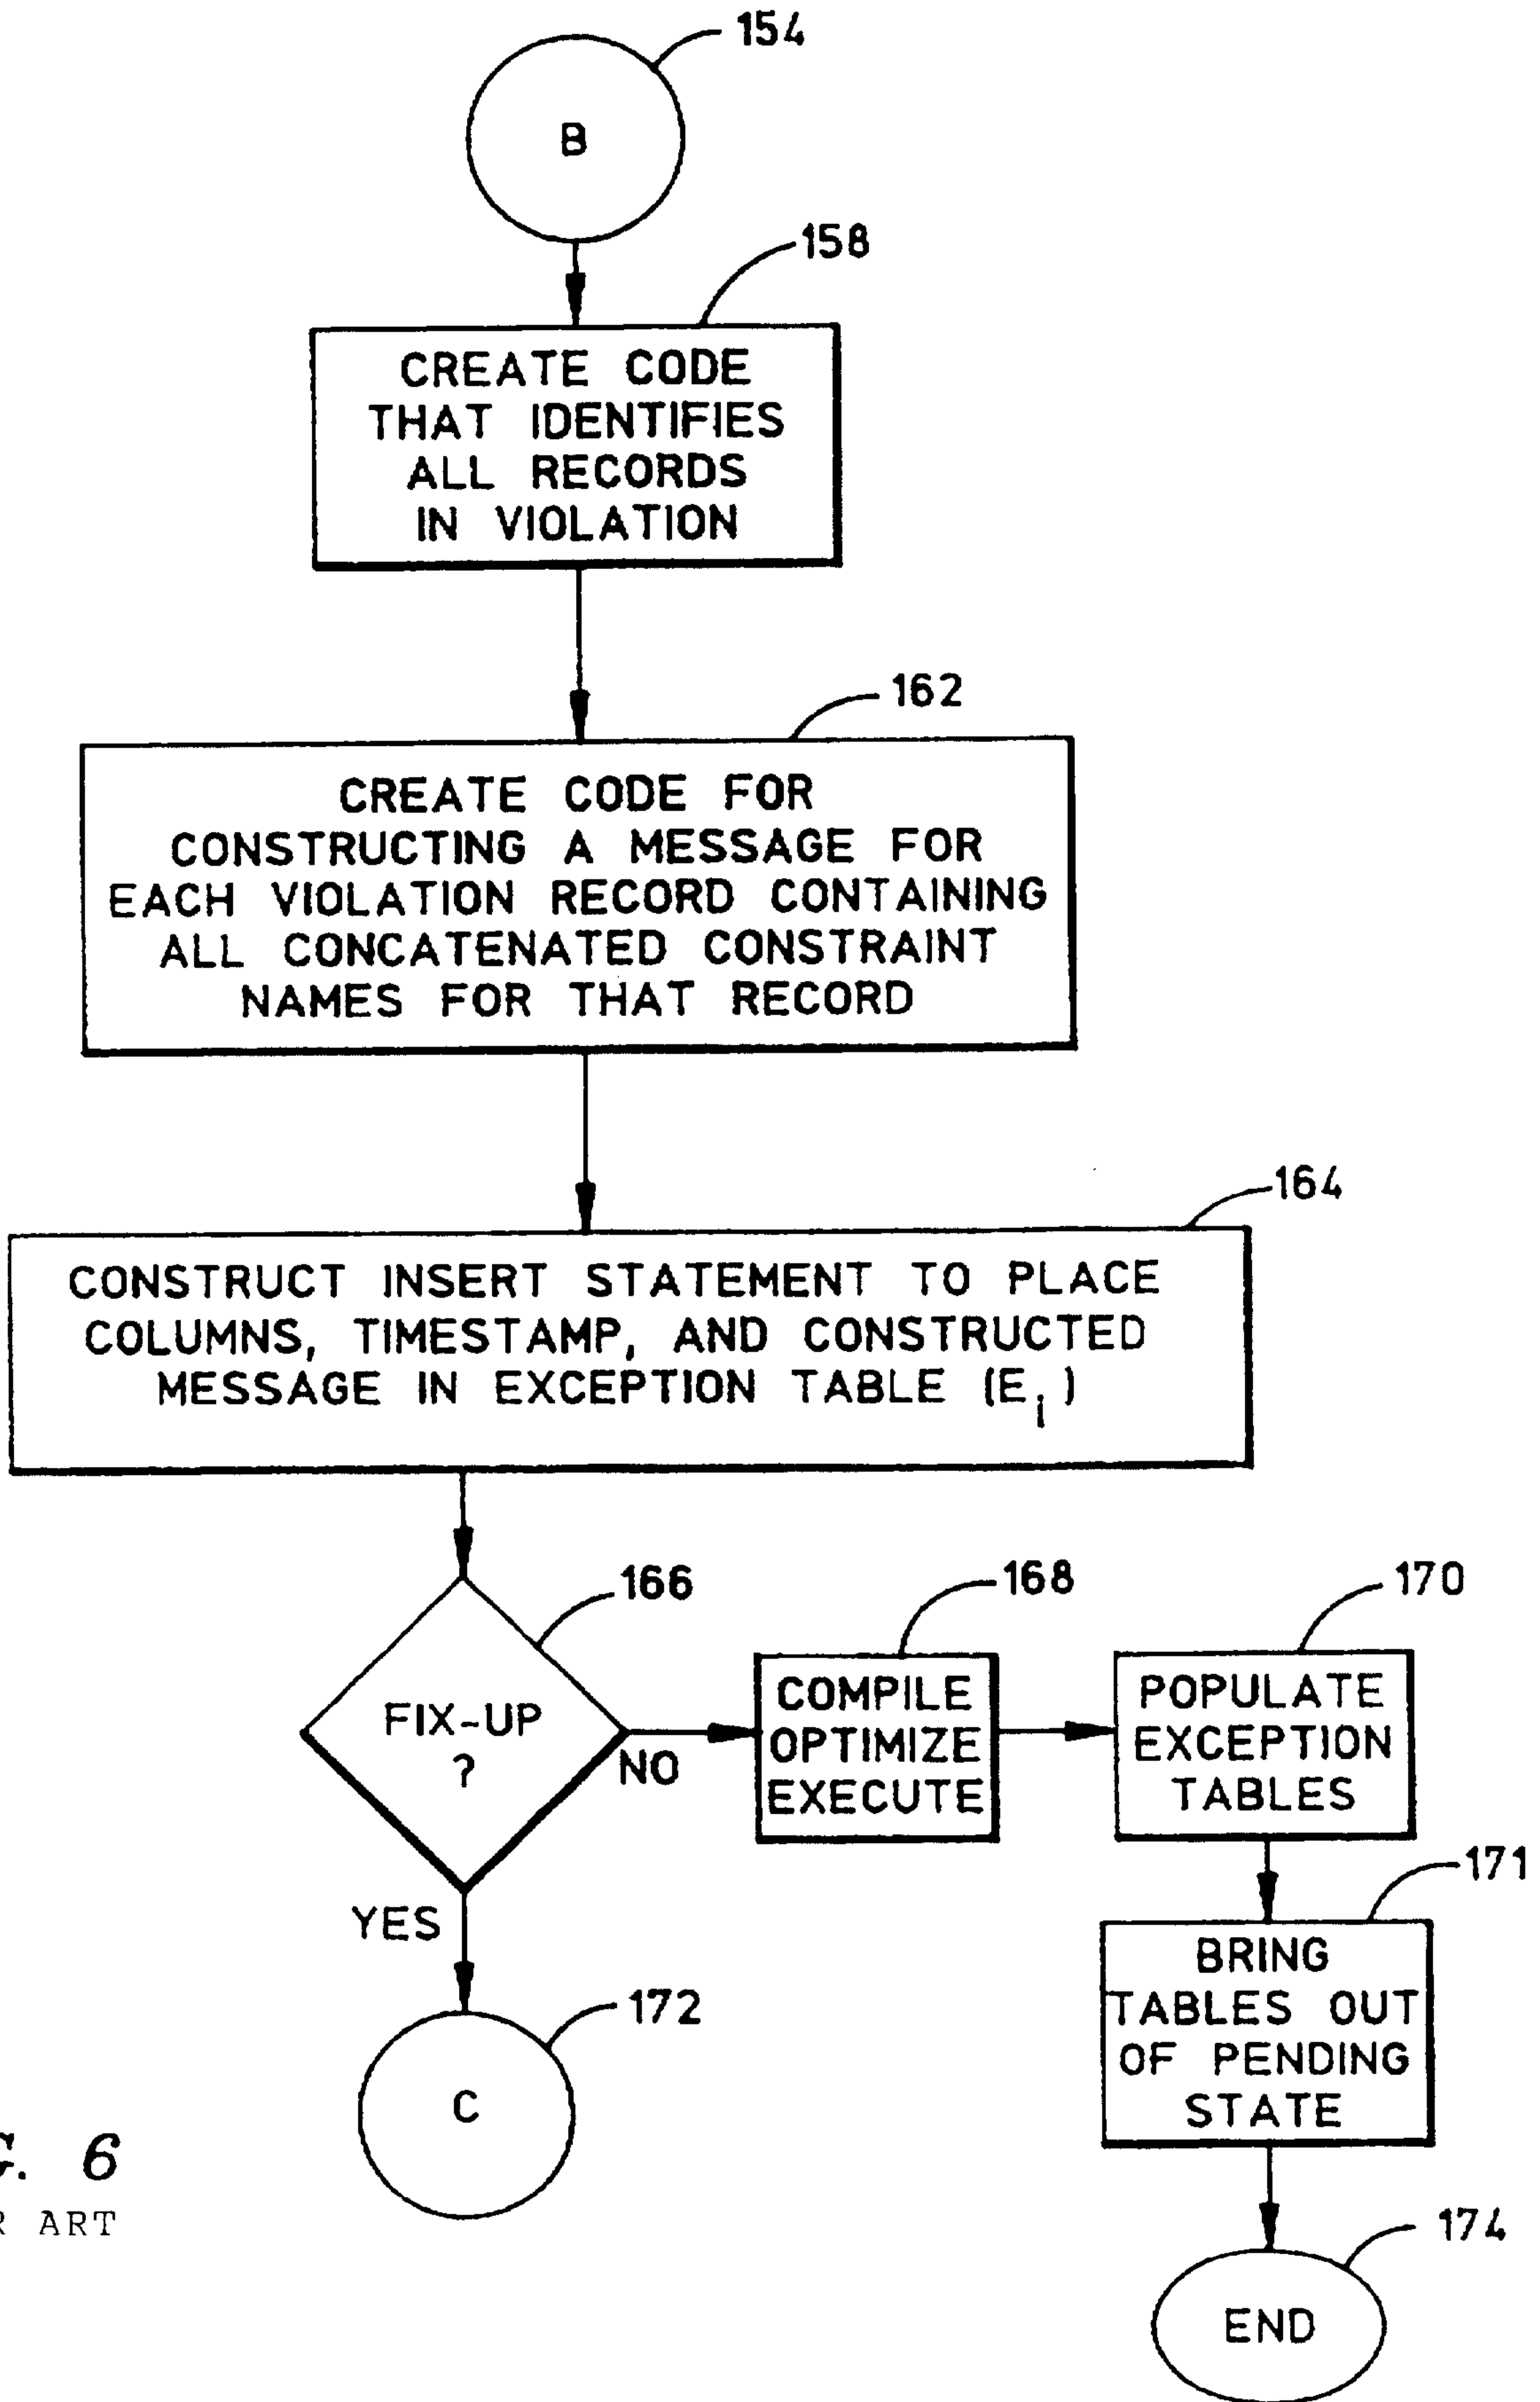 154
B
158
CREATE CODE
THAT IDENTIFIES
ALL RECORDS
IN VIOLATION
162
CREATE CODE FOR
CONSTRUCTING A MESSAGE FOR
EACH VIOLATION RECORD CONTAINING
ALL CONCATENATED CONSTRAINT
NAMES FOR THAT RECORD
164
CONSTRUCT INSERT STATEMENT TO PLACE
COLUMNS, TIMESTAMP, AND CONSTRUCTED
MESSAGE IN EXCEPTION TABLE (Ei)
166
FIX-UP
?
NO
YES
168
COMPILE
OPTIMIZE
EXECUTE
170
POPULATE
EXCEPTION
TABLES
171
BRING
TABLES OUT
OF PENDING
STATE
172
C
174
END
6
ART